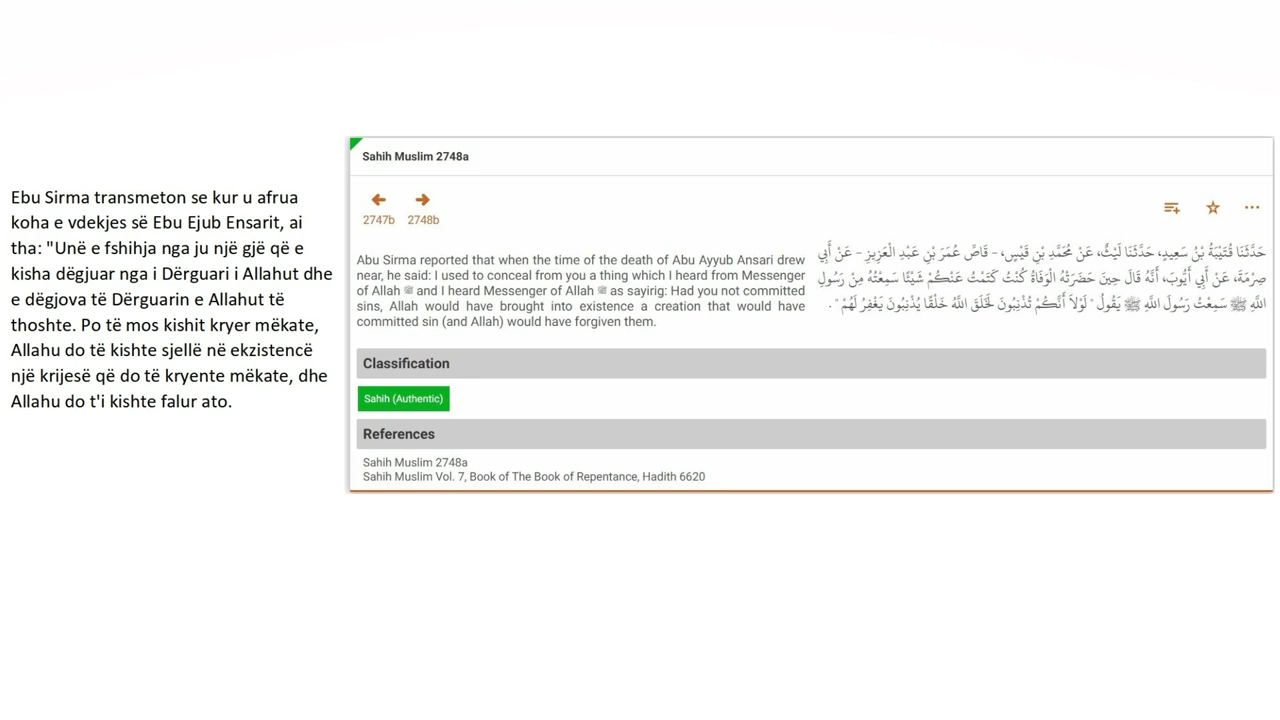 Ebu Sirma transmeton se kur u afrua
koha e vdekjes së Ebu Ejub Ensarit, ai
tha: "Unë e fshihja nga ju një gjë që e
kisha dëgjuar nga i Dërguari i Allahut dhe
e dëgjova të Dërguarin e Allahut të
thoshte. Po të mos kishit kryer mëkate,
Allahu do të kishte sjellë në ekzistencë
një krijesë që do të kryente mëkate, dhe
Allahu do t'i kishte falur ato.
Sahih Muslim 2748a
2747b 2748b
Abu Sirma reported that when the time of the death of Abu Ayyub Ansari drew
near, he said: I used to conceal from you a thing which I heard from Messenger
of Allah ﷺ and I heard Messenger of Allah ﷺ as sayirig: Had you not committed
sins, Allah would have brought into existence a creation that would have
committed sin (and Allah) would have forgiven them.
حَدَّثَنَا قُتَيْبَةُ بْنُ سَعِيدٍ، حَدَّثَنَا لَيْثٌ، عَنْ مُحَمَّدِ بْنِ قَيْسٍ، - قَاصِّ عُمَرَ بْنِ عَبْدِ الْعَزِيزِ - عَنْ أَبِي
صِرْمَةَ، عَنْ أَبِي أَيُّوبَ، أَنَّهُ قَالَ حِينَ حَضَرَتْهُ الْوَفَاةُ كُنْتُ كَتَمْتُ عَنْكُمْ شَيْئًا سَمِعْتُهُ مِنْ رَسُولِ
اللَّهِ ﷺ سَمِعْتُ رَسُولَ اللَّهِ ﷺ يَقُولُ " لَوْلاَ أَنَّكُمْ تُذْنِبُونَ لَخَلَقَ اللَّهُ خَلْقًا يُذْنِبُونَ يَغْفِرُ لَهُمْ " .
Classification
Sahih (Authentic)
References
Sahih Muslim 2748a
Sahih Muslim Vol. 7, Book of The Book of Repentance, Hadith 6620